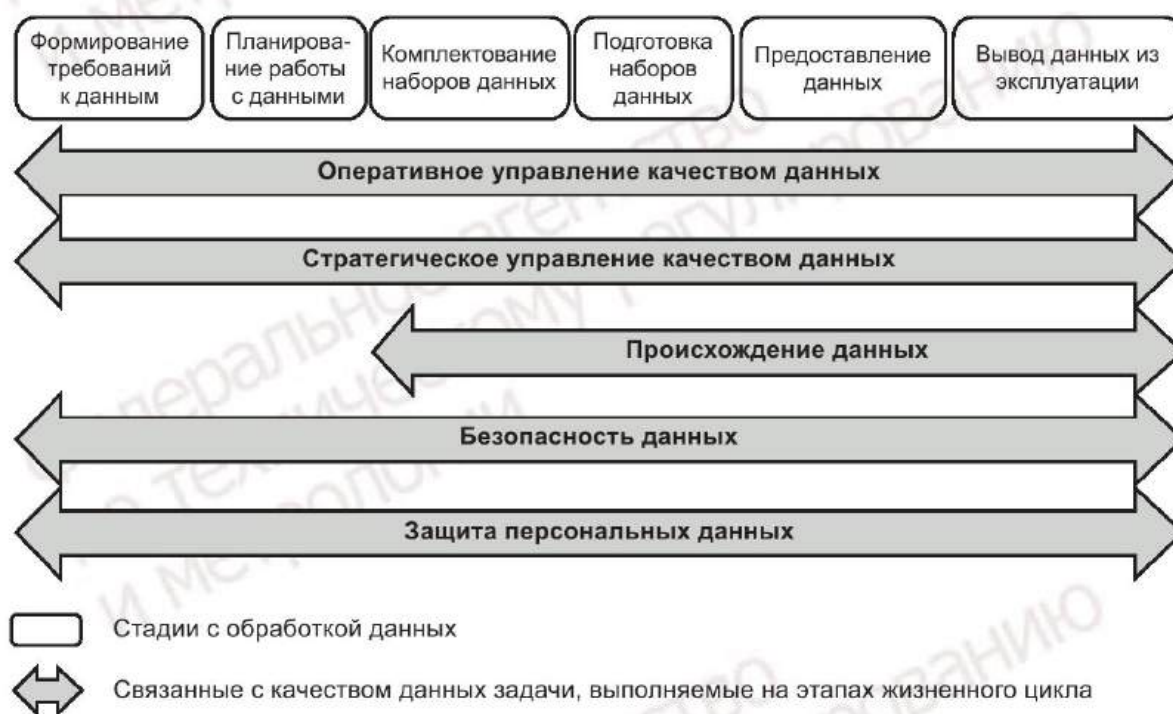 Формирование
требований
к данным
Планирова-
ние работы
с данными
Комплектование
наборов данных
Подготовка
наборов
данных
Предоставление
данных
Вывод данных из
эксплуатации
Оперативное управление качеством данных
Стратегическое управление качеством данных
Происхождение данных
Безопасность данных
Защита персональных данных
Стадии с обработкой данных
Связанные с качеством данных задачи, выполняемые на этапах жизненного цикла